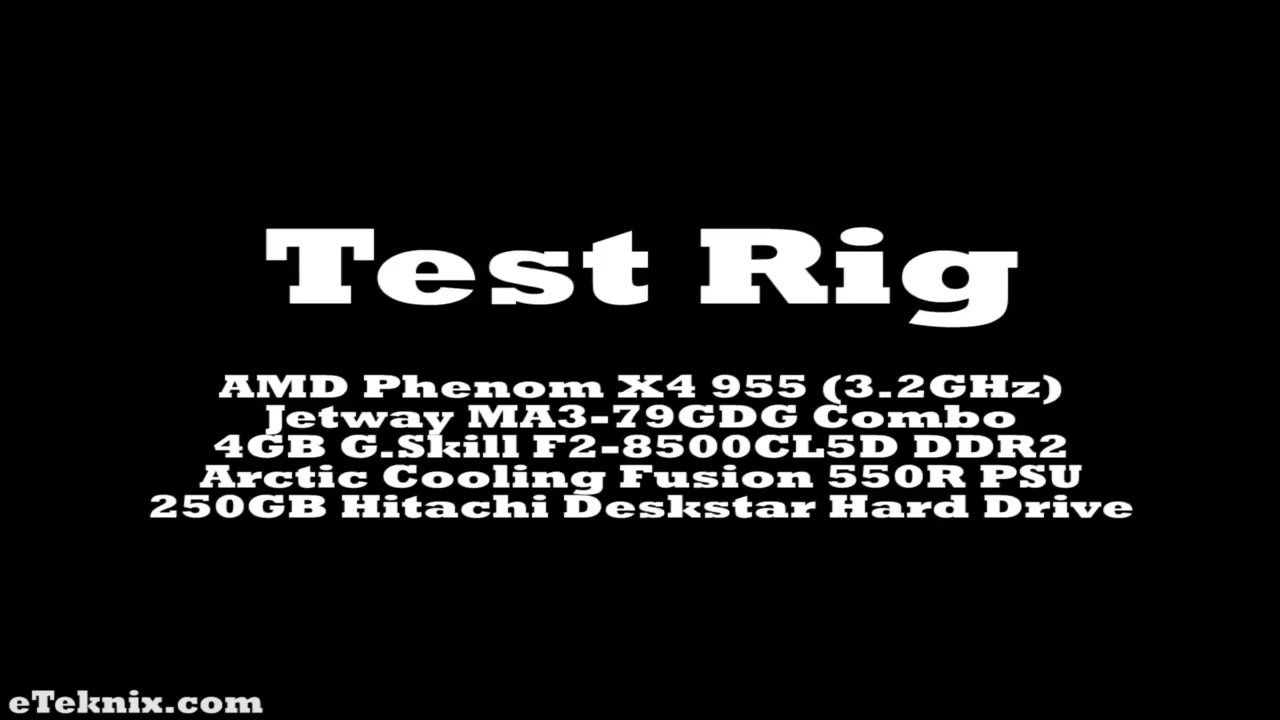 Test Rig
AMD Phenom X4 955 (3.2GHz)
Jetway MA3-79GDG Combo
4GB G.Skill F2-8500CL5D DDR2
Arctic Cooling Fusion 550R PSU
250GB Hitachi Deskstar Hard Drive
eTeknix.com